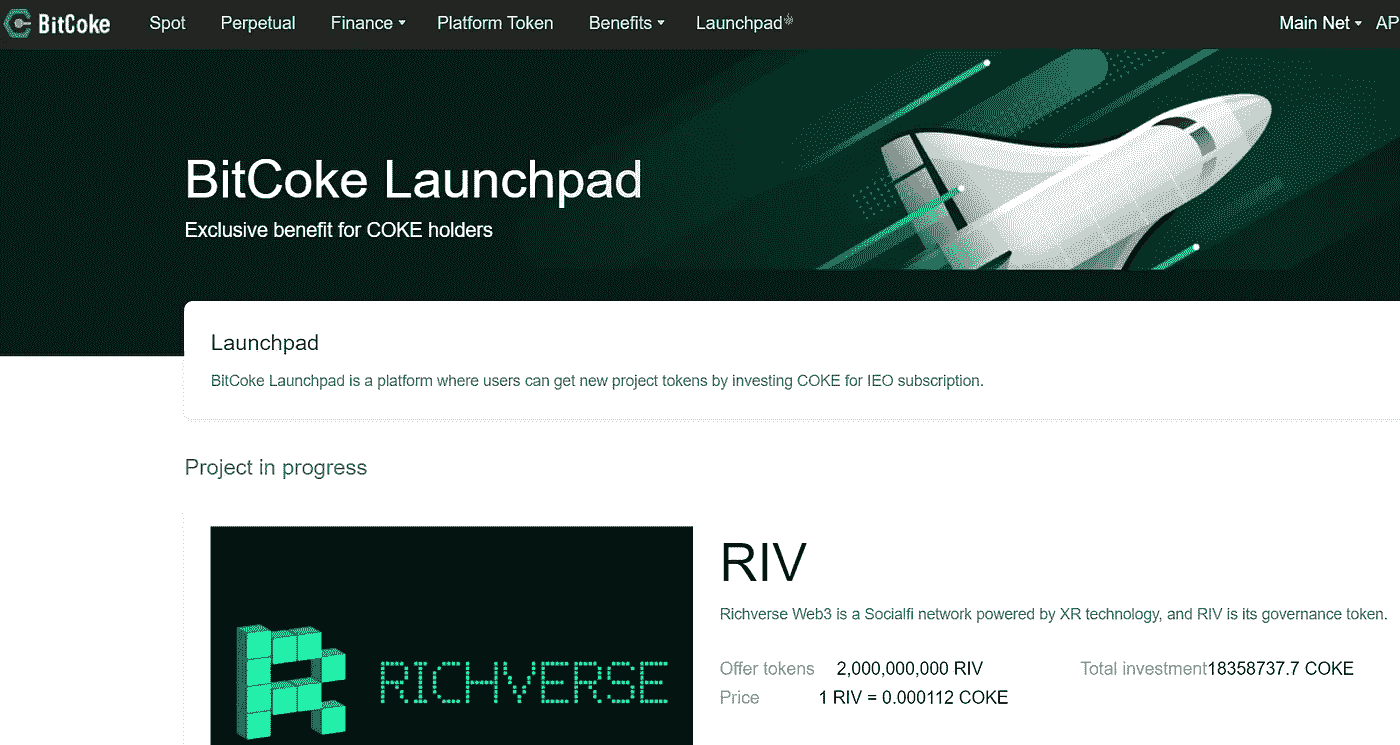 BitCoke Spot Perpetual Finance Platform Token Benefits Launchpad Main Net AP
BitCoke Launchpad
Exclusive benefit for COKE holders
Launchpad
BitCoke Launchpad is a platform where users can get new project tokens by investing COKE for IEO subscription.
Project in progress
RICHVERSE
RIV
Richverse Web3 is a Socialfi network powered by XR technology, and RIV is its governance token.
Offer tokens 2,000,000,000 RIV Total investment18358737.7 COKE
Price 1 RIV = 0.000112 COKE